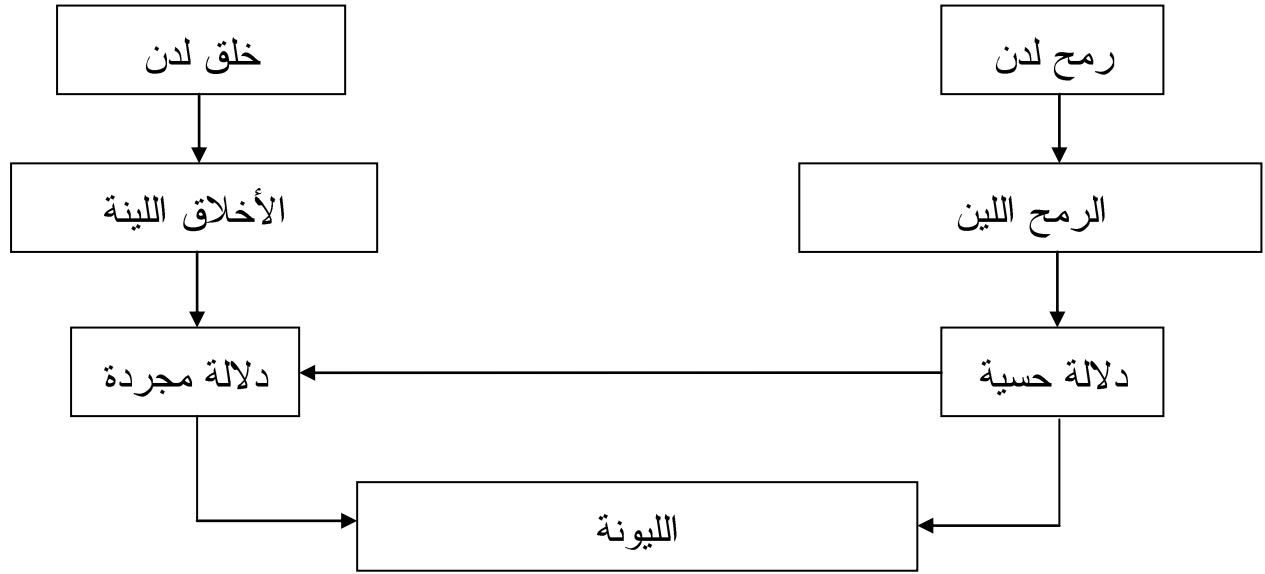 رمح لدن
خلق لدن
الرمح اللين
الأخلاق اللينة
دلالة حسية
دلالة مجردة
الليونة